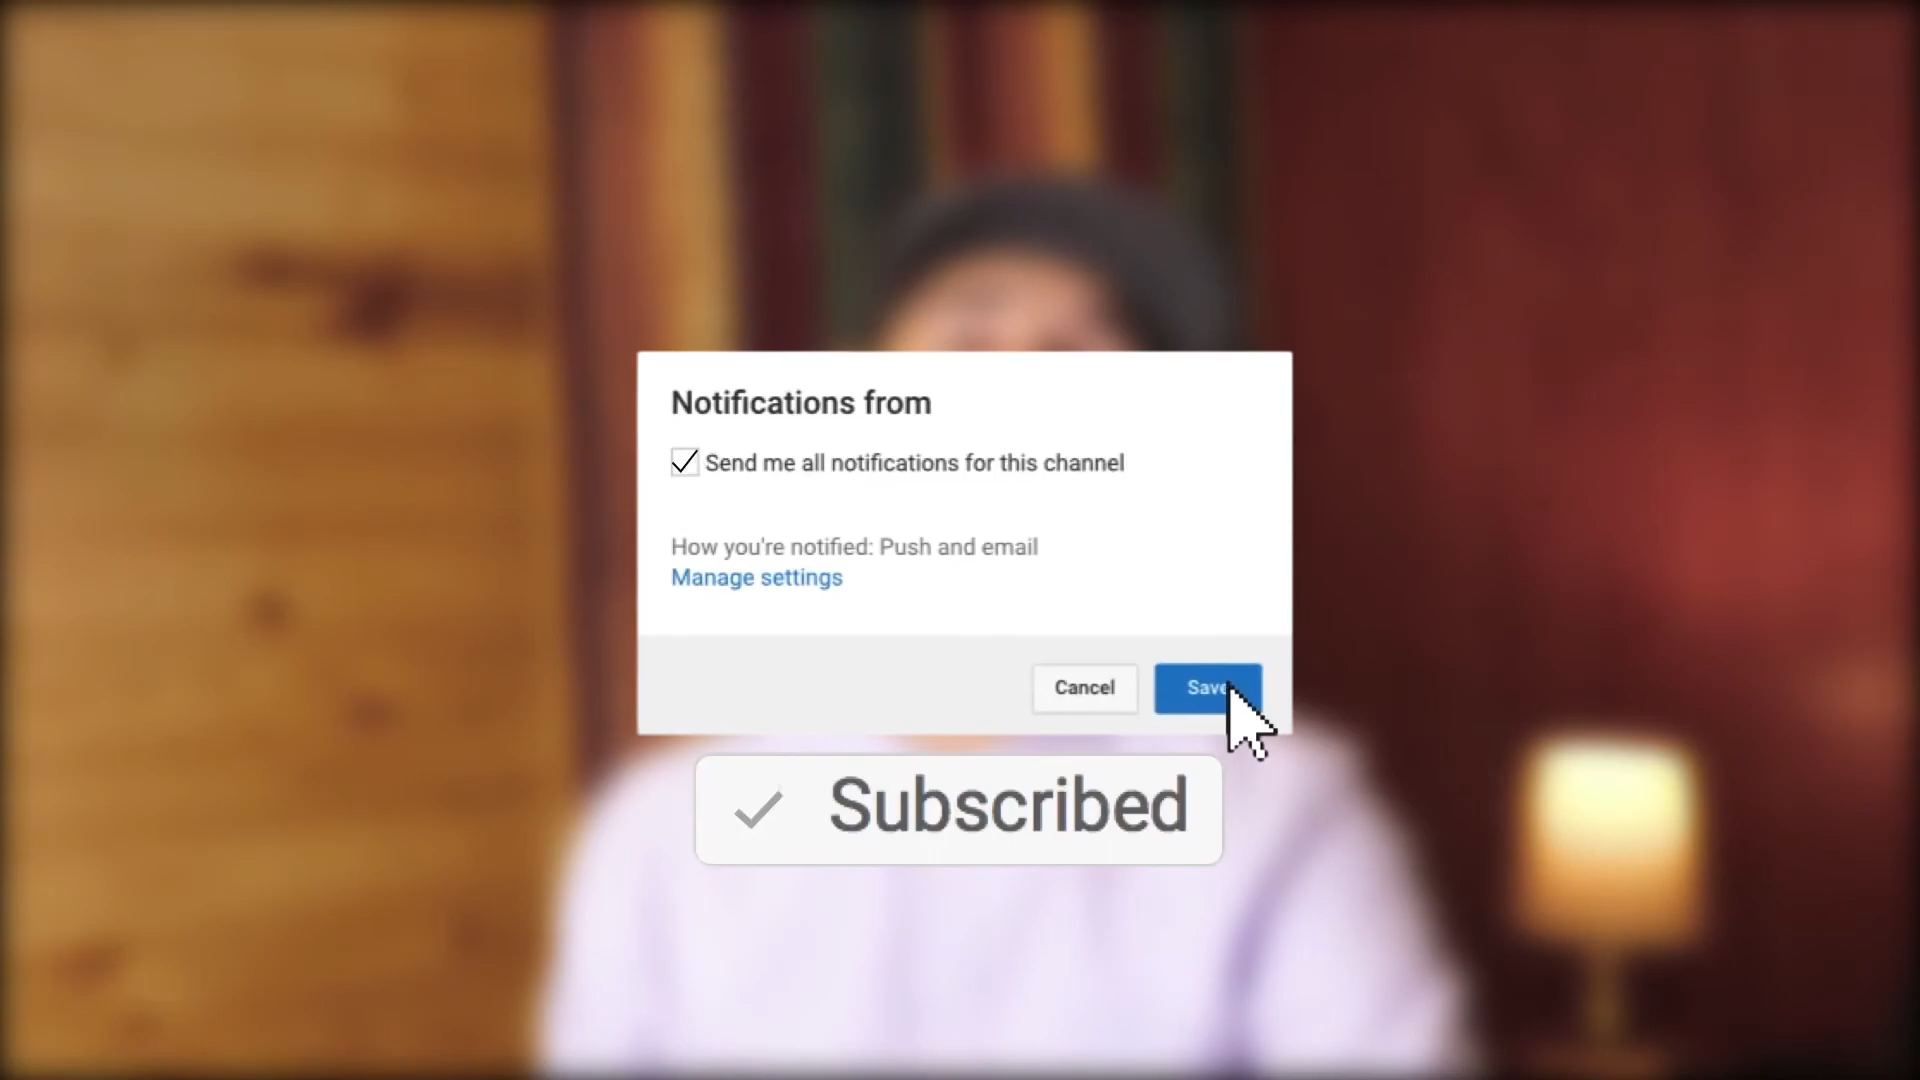 Notifications from
Send me all notifications for this channel
How you're notified: Push and email
Manage settings
Cancel
Save
Subscribed